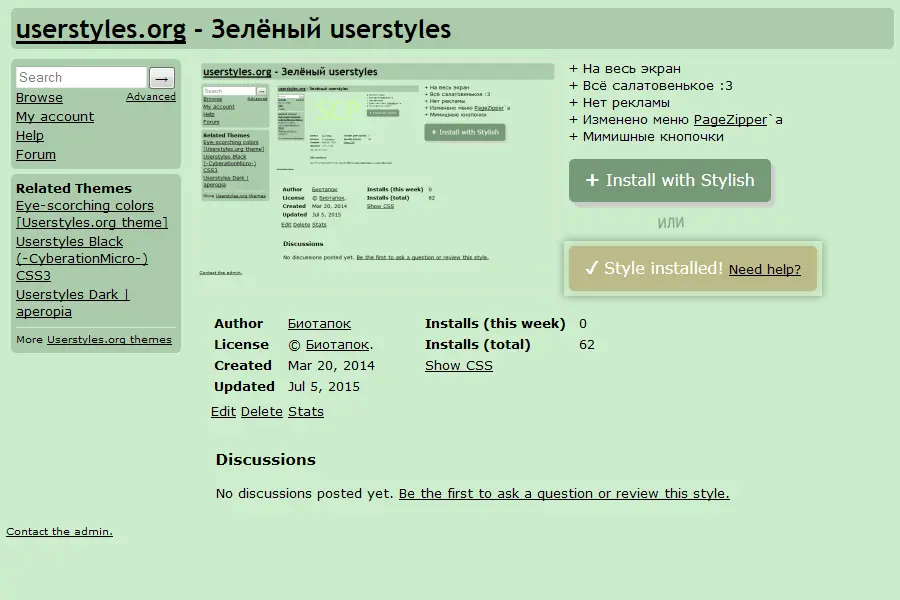 userstyles.org - Зелёный userstyles
Search →
Browse Advanced
My account
Help
Forum
Related Themes
Eye-scorching colors
[Userstyles.org theme]
Userstyles Black
(-CyberationMicro-)
CSS3
Userstyles Dark |
aperopia
More Userstyles.org themes
userstyles.org - Зелёный userstyles
Search →
Browse Advanced
My account
Help
Forum
Related Themes
Eye-scorching colors
[Userstyles.org theme]
Userstyles Black
(-CyberationMicro-)
CSS3
Userstyles Dark |
aperopia
More Userstyles.org themes
+ На весь экран
+ Всё салатовенькое :3
+ Нет рекламы
+ Изменено меню PageZipper`а
+ Мимишные кнопочки
+ Install with Stylish
Author Биотапок Installs (this week) 0
License © Биотапок. Installs (total) 62
Created Mar 20, 2014 Show CSS
Updated Jul 5, 2015
Edit Delete Stats
Discussions
No discussions posted yet. Be the first to ask a question or review this style.
Contact the admin.
+ На весь экран
+ Всё салатовенькое :3
+ Нет рекламы
+ Изменено меню PageZipper`а
+ Мимишные кнопочки
+ Install with Stylish
или
✓ Style installed! Need help?
Author Биотапок Installs (this week) 0
License © Биотапок. Installs (total) 62
Created Mar 20, 2014 Show CSS
Updated Jul 5, 2015
Edit Delete Stats
Discussions
No discussions posted yet. Be the first to ask a question or review this style.
Contact the admin.